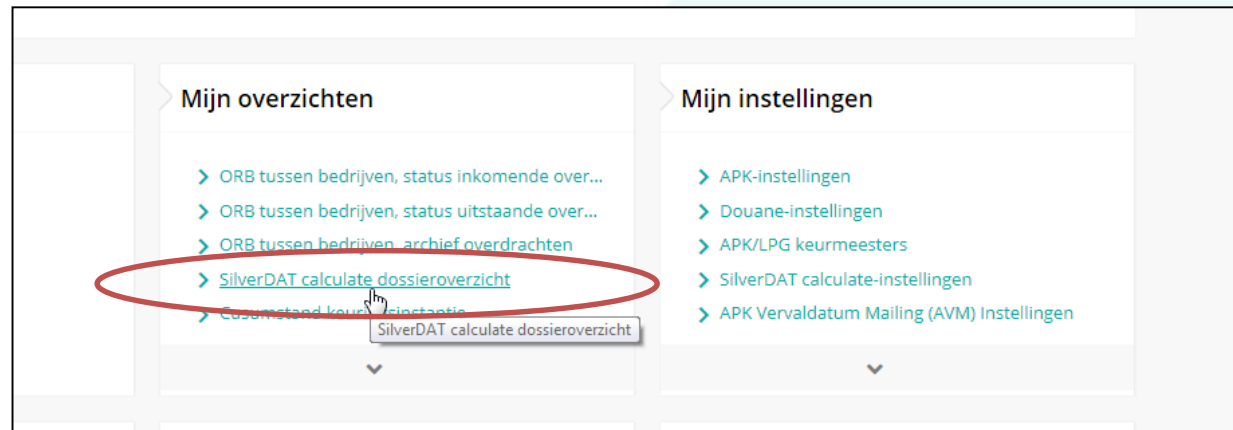 Mijn overzichten
ORB tussen bedrijven, status inkomende over...
ORB tussen bedrijven, status uitstaande over...
ORB tussen bedrijven, archief overdrachten
SilverDAT calculate dossieroverzicht
SilverDAT calculate dossieroverzicht
Mijn instellingen
APK-instellingen
Douane-instellingen
APK/LPG keurmeesters
SilverDAT calculate-instellingen
APK Vervaldatum Mailing (AVM) Instellingen